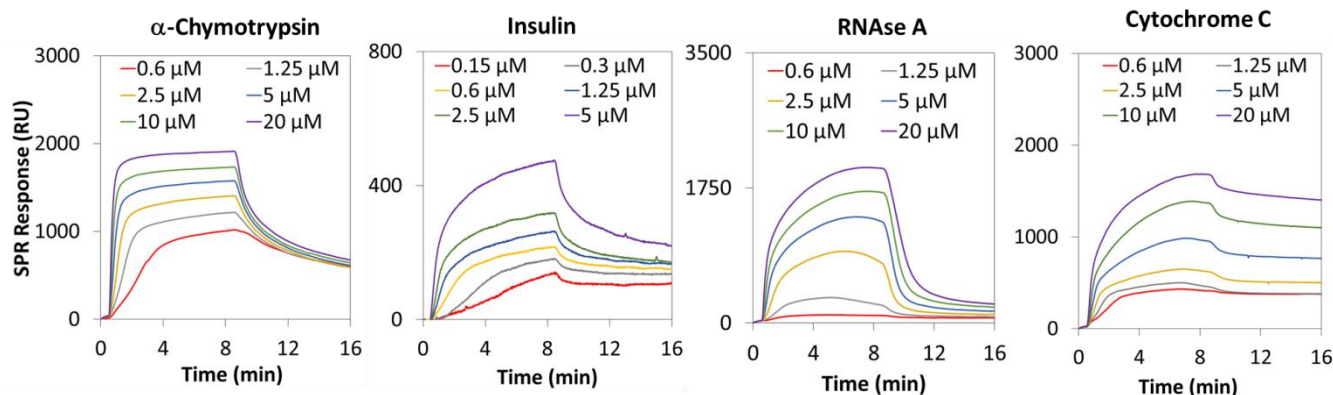 α-Chymotrypsin
SPR Response (RU)
3000
2000
1000
0
0.6 µM 1.25 µM
2.5 µM 5 µM
10 µM 20 µM
0 4 8 12 16
Time (min)
Insulin
800
400
0
0.15 µM 0.3 µM
0.6 µM 1.25 µM
2.5 µM 5 µM
0 4 8 12 16
Time (min)
RNAse A
3500
1750
0
0.6 µM 1.25 µM
2.5 µM 5 µM
10 µM 20 µM
0 4 8 12 16
Time (min)
Cytochrome C
3000
2000
1000
0
0.6 µM 1.25 µM
2.5 µM 5 µM
10 µM 20 µM
0 4 8 12 16
Time (min)